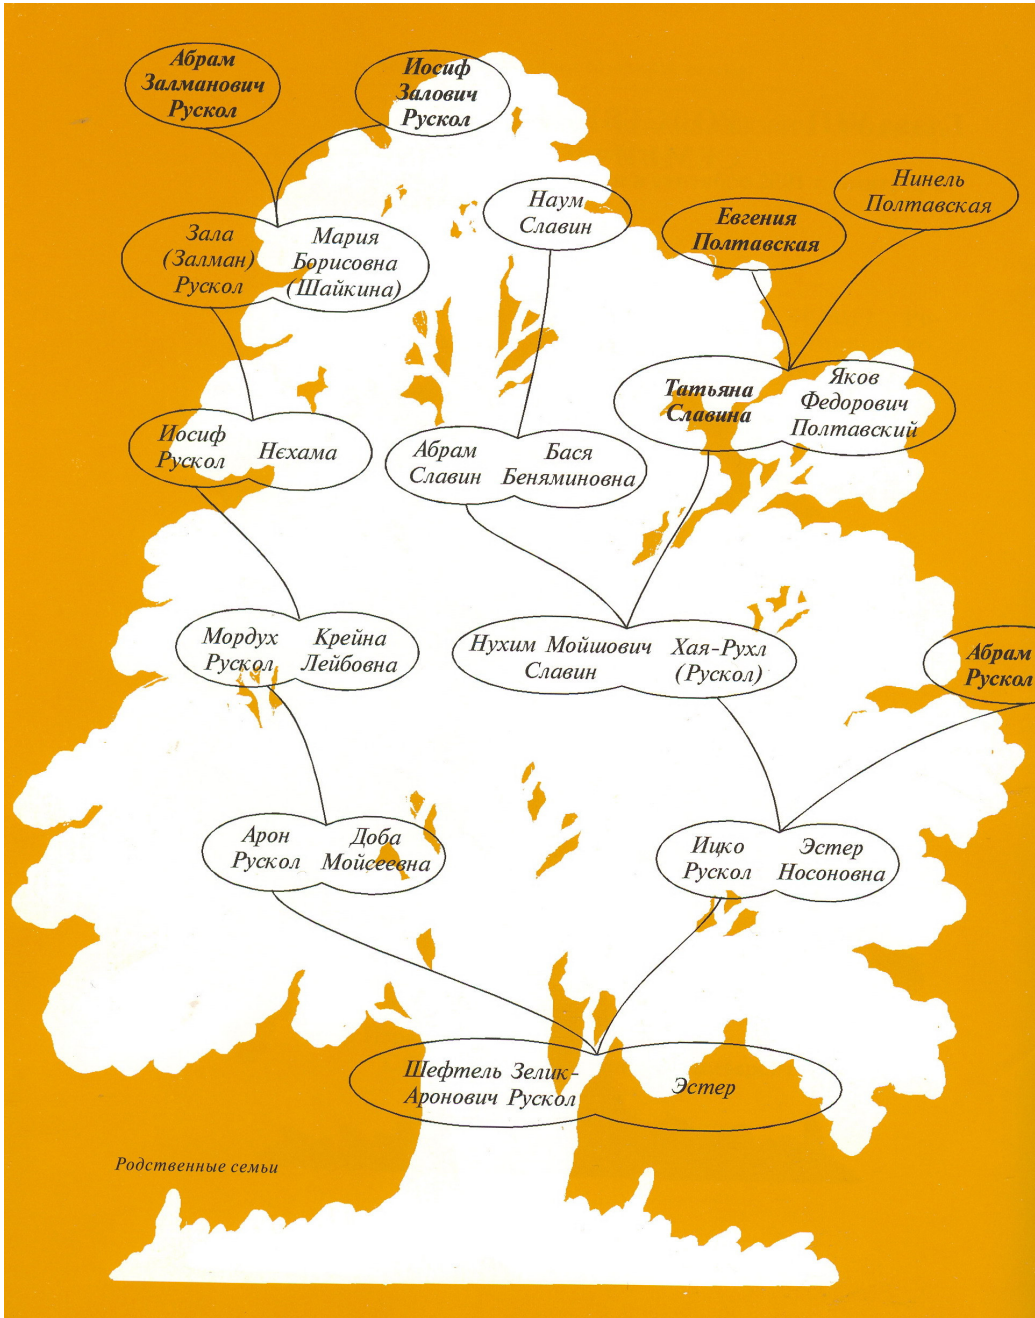 Абрам
Залманович
Рускол
Иосиф
Залович
Рускол
Наум
Славин
Евгения
Полтавская
Нинель
Полтавская
Зала
(Залман)
Рускол
Мария
Борисовна
(Шайкина)
Татьяна
Славина
Яков
Федорович
Полтавский
Иосиф
Рускол
Нєхама
Абрам
Славин
Бася
Беняминовна
Мордух
Рускол
Крейна
Лейбовна
Нухим Мойшович
Славин
Хая-Рухл
(Рускол)
Абрам
Рускол
Арон
Рускол
Доба
Мойсеевна
Ицко
Рускол
Эстер
Носоновна
Шефтель Зелик-
Аронович Рускол
Эстер
Родственные семьи